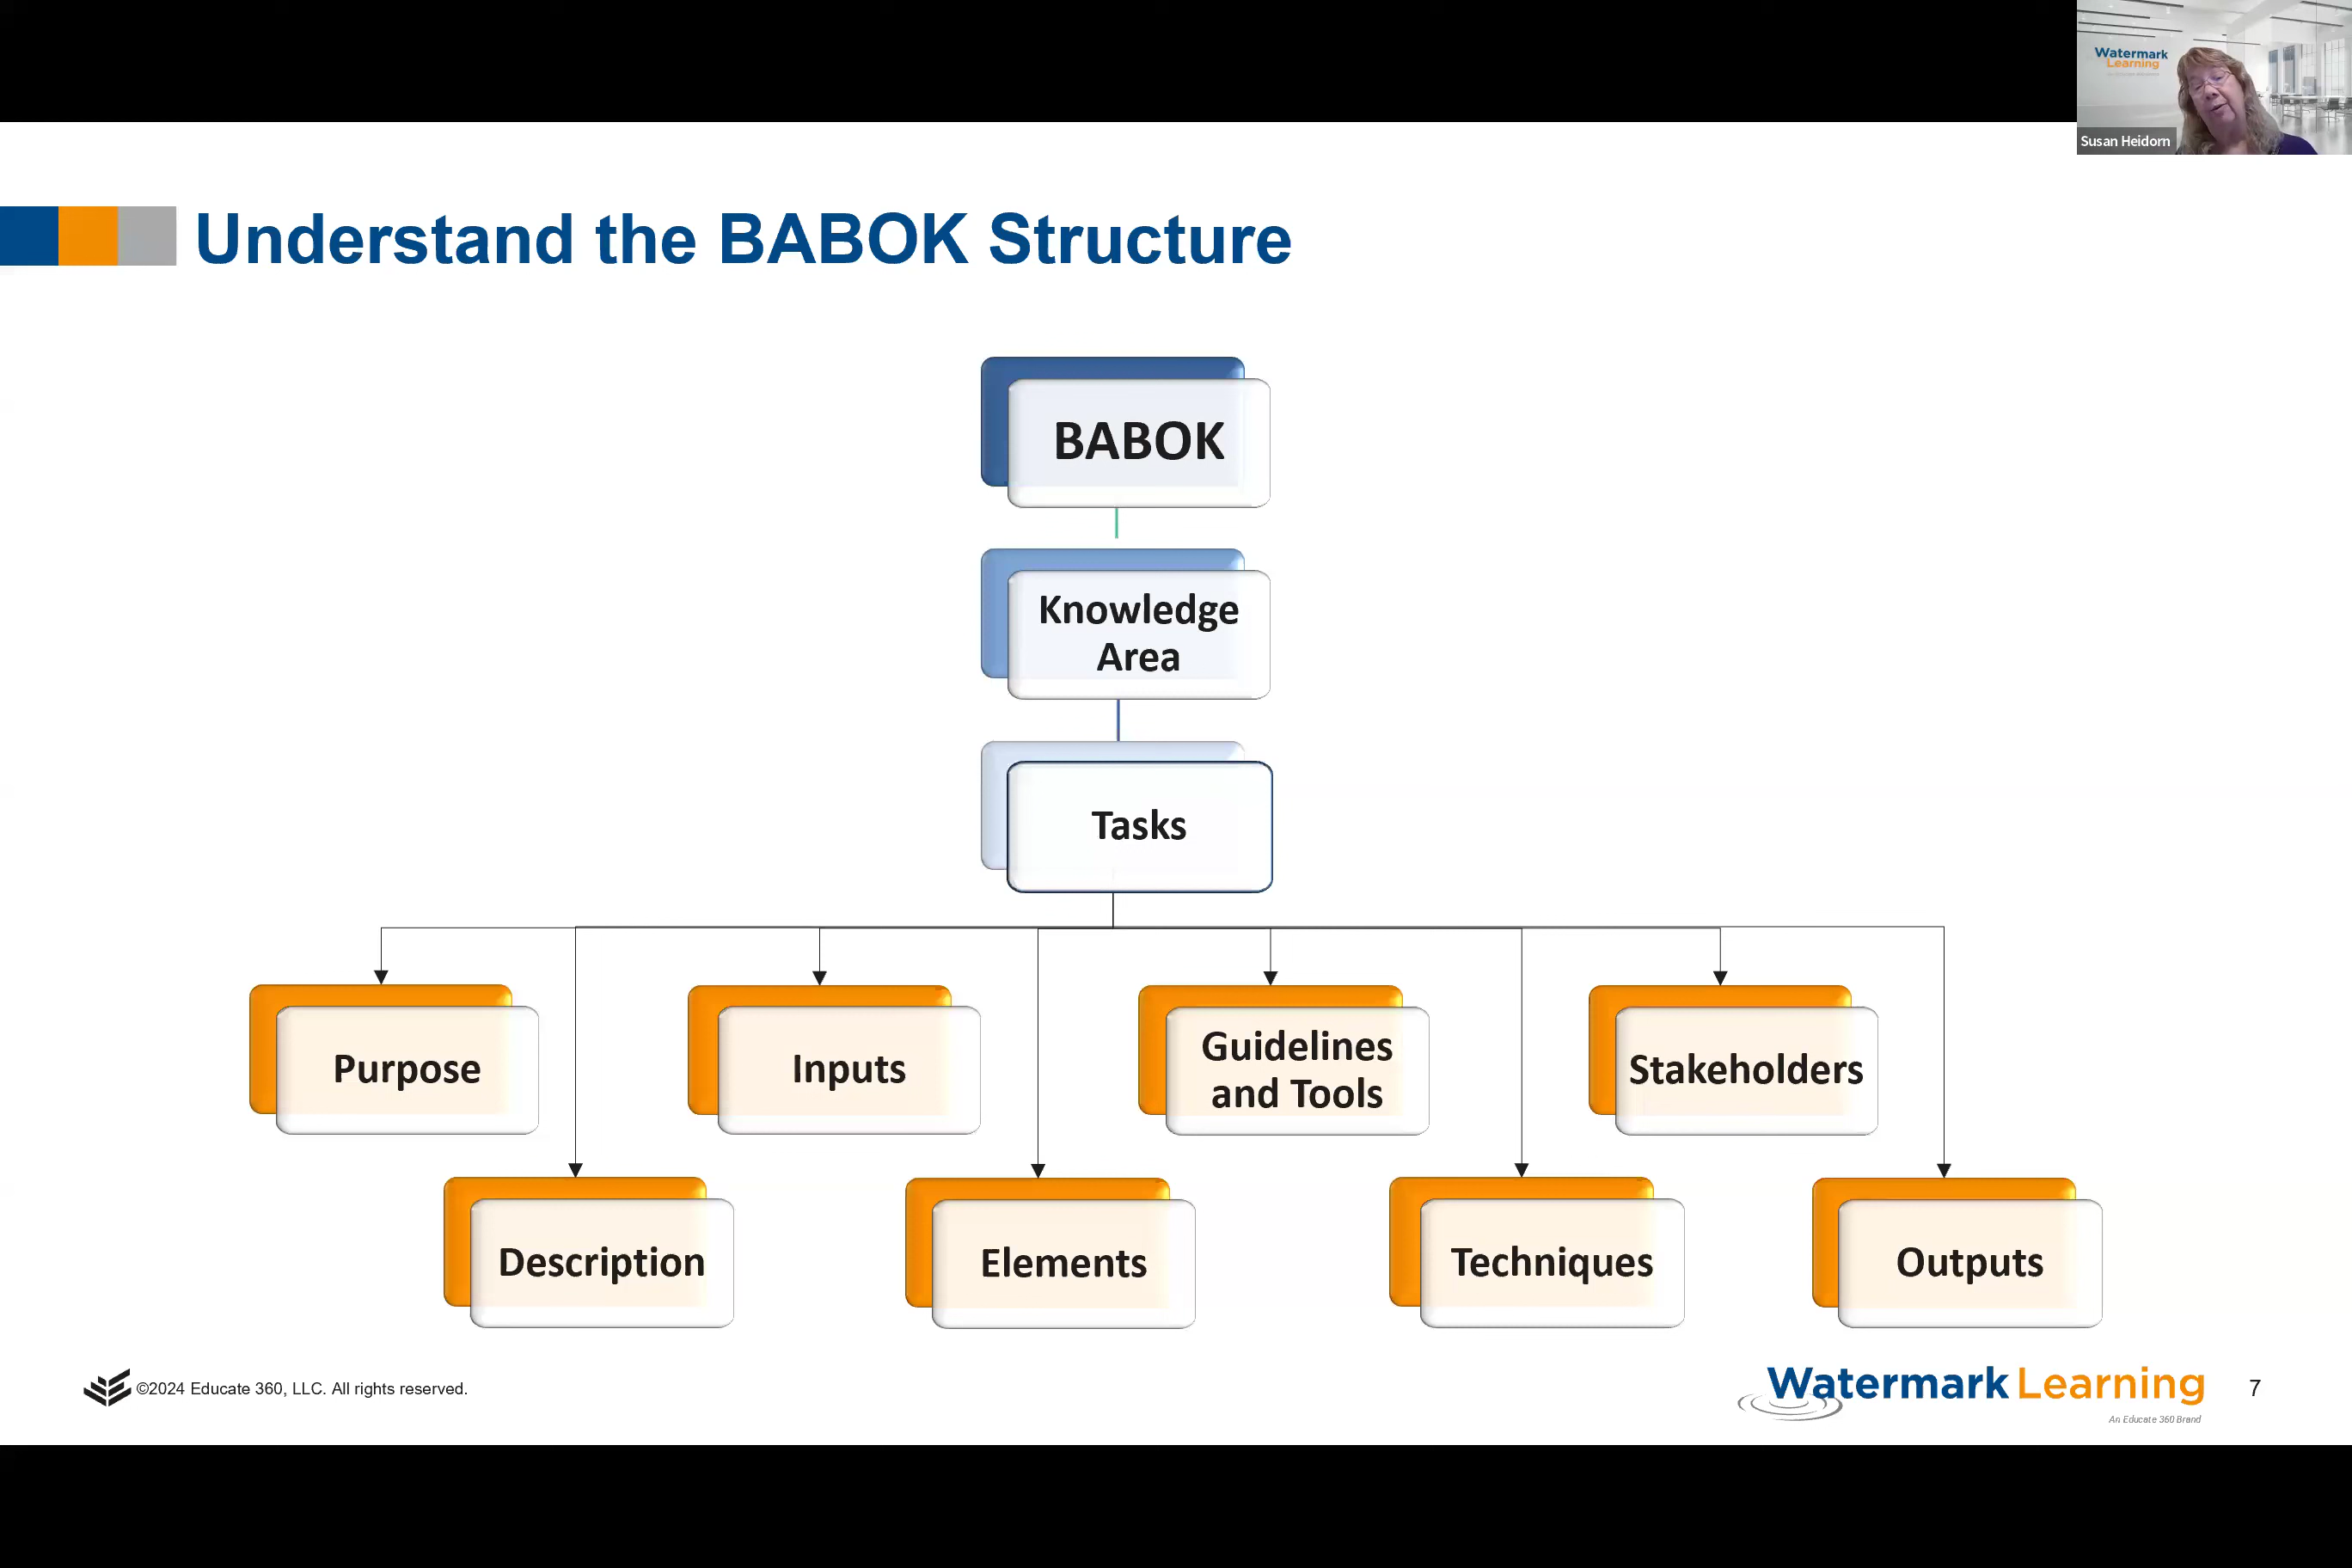 Watermark
Learning
Susan Heidorn
Understand the BABOK Structure
BABOK
Knowledge
Area
Tasks
Purpose
Inputs
Guidelines
and Tools
Stakeholders
Description
Elements
Techniques
Outputs
©2024 Educate 360, LLC. All rights reserved.
Watermark Learning
An Educate 360 Brand
7